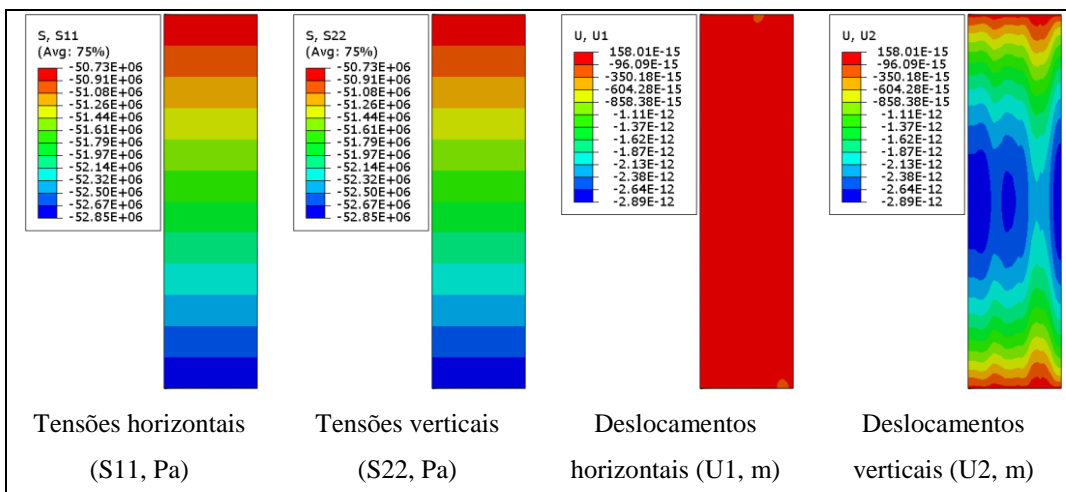 S, S11
(Avg: 75%)
-50.73E+06
-50.91E+06
-51.08E+06
-51.26E+06
-51.44E+06
-51.61E+06
-51.79E+06
-51.97E+06
-52.14E+06
-52.32E+06
-52.50E+06
-52.67E+06
-52.85E+06
S, S22
(Avg: 75%)
-50.73E+06
-50.91E+06
-51.08E+06
-51.26E+06
-51.44E+06
-51.61E+06
-51.79E+06
-51.97E+06
-52.14E+06
-52.32E+06
-52.50E+06
-52.67E+06
-52.85E+06
U, U1
158.01E-15
-96.09E-15
-350.18E-15
-604.28E-15
-858.38E-15
-1.11E-12
-1.37E-12
-1.62E-12
-1.87E-12
-2.13E-12
-2.38E-12
-2.64E-12
-2.89E-12
U, U2
158.01E-15
-96.09E-15
-350.18E-15
-604.28E-15
-858.38E-15
-1.11E-12
-1.37E-12
-1.62E-12
-1.87E-12
-2.13E-12
-2.38E-12
-2.64E-12
-2.89E-12
Tensões horizontais
(S11, Pa)
Tensões verticais
(S22, Pa)
Deslocamentos
horizontais (U1, m)
Deslocamentos
verticais (U2, m)